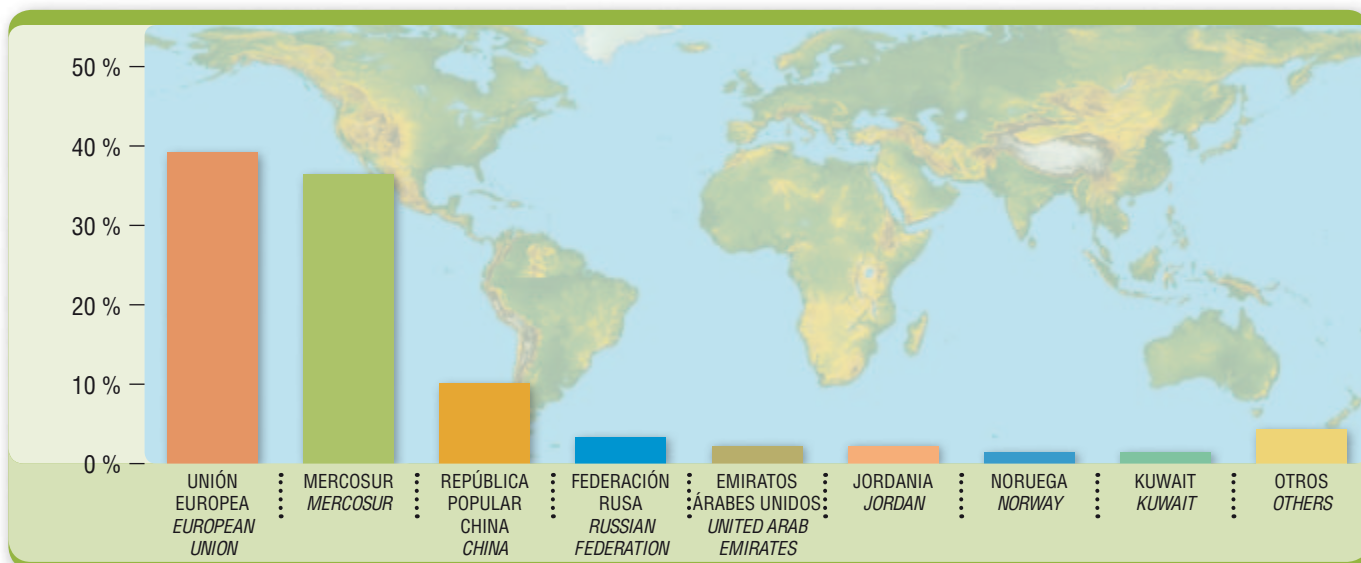 50 %
40 %
30 %
20 %
10 %
0 %
UNIÓN
EUROPEA
EUROPEAN
UNION
MERCOSUR
MERCOSUR
REPÚBLICA
POPULAR
CHINA
CHINA
FEDERACIÓN
RUSA
RUSSIAN
FEDERATION
EMIRATOS
ÁRABES UNIDOS
UNITED ARAB
EMIRATES
JORDANIA
JORDAN
NORUEGA
NORWAY
KUWAIT
KUWAIT
OTROS
OTHERS